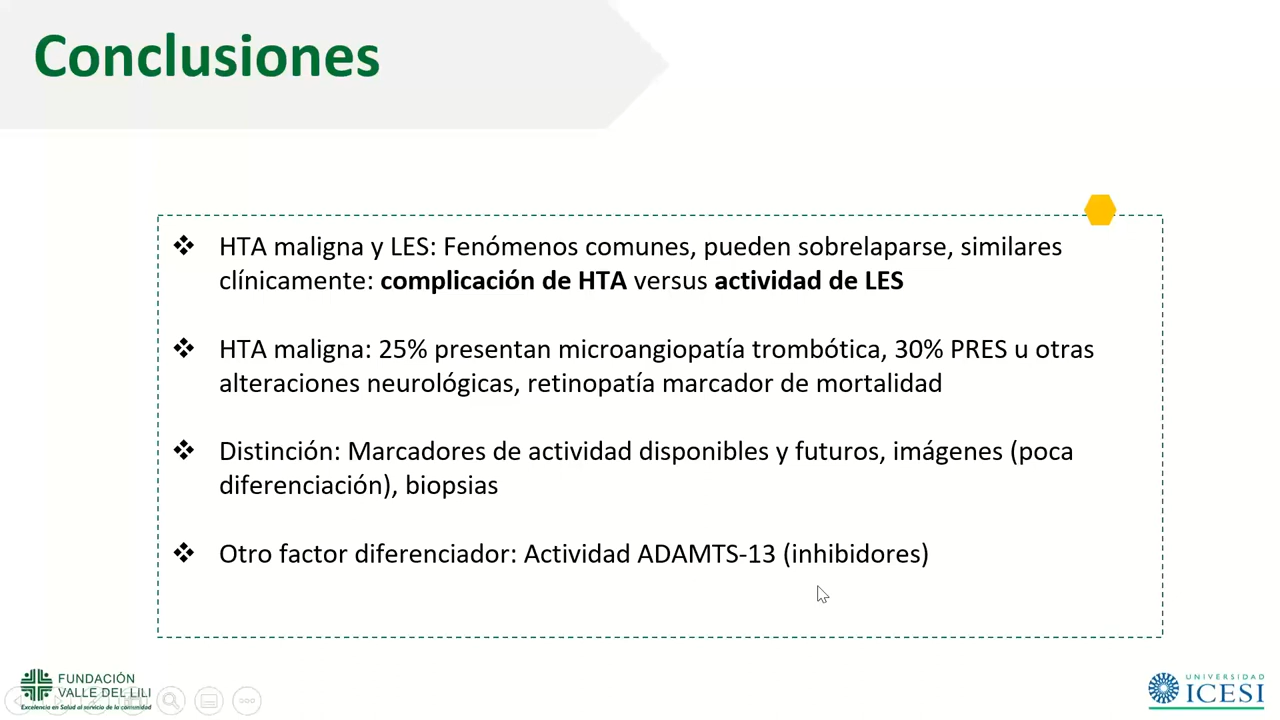 Conclusiones
❖ HTA maligna y LES: Fenómenos comunes, pueden sobrelaparse, similares
clínicamente: complicación de HTA versus actividad de LES
❖ HTA maligna: 25% presentan microangiopatía trombótica, 30% PRES u otras
alteraciones neurológicas, retinopatía marcador de mortalidad
❖ Distinción: Marcadores de actividad disponibles y futuros, imágenes (poca
diferenciación), biopsias
❖ Otro factor diferenciador: Actividad ADAMTS-13 (inhibidores)
FUNDACIÓN
VALLE DEL LILI
Excelencia en Salud al servicio de la comunidad
UNIVERSIDAD
ICESI